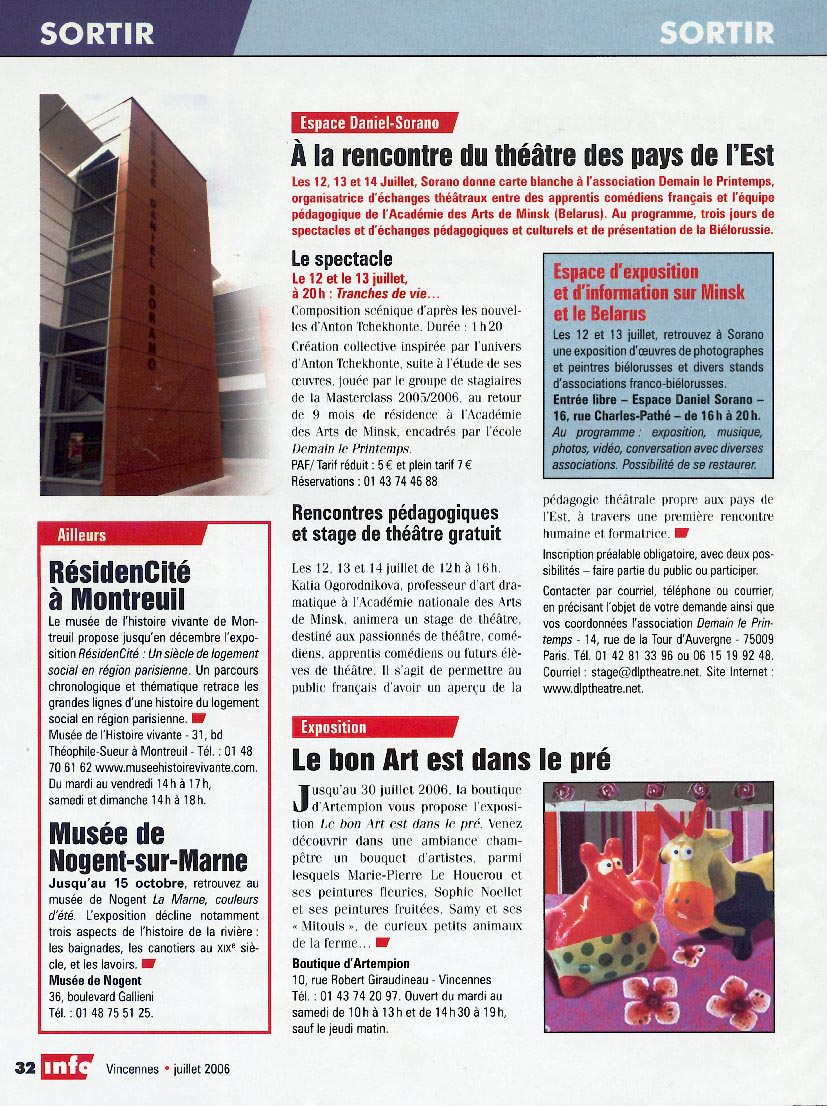 SORTIR
SORTIR
ESPACE DANIEL SORANO
Espace Daniel-Sorano
À la rencontre du théâtre des pays de l'Est
Les 12, 13 et 14 Juillet, Sorano donne carte blanche à l'association Demain le Printemps,
organisatrice d'échanges théâtraux entre des apprentis comédiens français et l'équipe
pédagogique de l'Académie des Arts de Minsk (Belarus). Au programme, trois jours de
spectacles et d'échanges pédagogiques et culturels et de présentation de la Biélorussie.
Le spectacle
Le 12 et le 13 juillet,
à 20 h : Tranches de vie...
Composition scénique d'après les nouvel-
les d'Anton Tchekhonte. Durée : 1 h 20
Création collective inspirée par l'univers
d'Anton Tchekhonte, suite à l'étude de ses
œuvres, jouée par le groupe de stagiaires
de la Masterclass 2005/2006, au retour
de 9 mois de résidence à l'Académie
des Arts de Minsk, encadrés par l'école
Demain le Printemps.
PAF/ Tarif réduit : 5 € et plein tarif 7 €
Réservations : 01 43 74 46 88
Rencontres pédagogiques
et stage de théâtre gratuit
Les 12, 13 et 14 juillet de 12 h à 16 h.
Katia Ogorodnikova, professeur d'art dra-
matique à l'Académie nationale des Arts
de Minsk, animera un stage de théâtre,
destiné aux passionnés de théâtre, comé-
diens, apprentis comédiens ou futurs élè-
ves de théâtre. Il s'agit de permettre au
public français d'avoir un aperçu de la
Espace d'exposition
et d'information sur Minsk
et le Belarus
Les 12 et 13 juillet, retrouvez à Sorano
une exposition d'œuvres de photographes
et peintres biélorusses et divers stands
d'associations franco-biélorusses.
Entrée libre – Espace Daniel Sorano –
16, rue Charles-Pathé – de 16 h à 20 h.
Au programme : exposition, musique,
photos, vidéo, conversation avec diverses
associations. Possibilité de se restaurer.
pédagogie théâtrale propre aux pays de
l'Est, à travers une première rencontre
humaine et formatrice.
Inscription préalable obligatoire, avec deux pos-
sibilités – faire partie du public ou participer.
Contacter par courriel, téléphone ou courrier,
en précisant l'objet de votre demande ainsi que
vos coordonnées l'association Demain le Prin-
temps - 14, rue de la Tour d'Auvergne - 75009
Paris. Tél. 01 42 81 33 96 ou 06 15 19 92 48.
Courriel : stage@dlptheatre.net. Site Internet :
www.dlptheatre.net.
Ailleurs
RésidenCité
à Montreuil
Le musée de l'histoire vivante de Mon-
treuil propose jusqu'en décembre l'expo-
sition RésidenCité : Un siècle de logement
social en région parisienne. Un parcours
chronologique et thématique retrace les
grandes lignes d'une histoire du logement
social en région parisienne.
Musée de l'Histoire vivante - 31, bd
Théophile-Sueur à Montreuil - Tél. : 01 48
70 61 62 www.museehistoirevivante.com.
Du mardi au vendredi 14 h à 17 h,
samedi et dimanche 14 h à 18 h.
Musée de
Nogent-sur-Marne
Jusqu'au 15 octobre, retrouvez au
musée de Nogent La Marne, couleurs
d'été. L'exposition décline notamment
trois aspects de l'histoire de la rivière :
les baignades, les canotiers au XIXe siè-
cle, et les lavoirs.
Musée de Nogent
36, boulevard Gallieni
Tél. : 01 48 75 51 25.
Exposition
Le bon Art est dans le pré
Jusqu'au 30 juillet 2006, la boutique
d'Artempion vous propose l'exposi-
tion Le bon Art est dans le pré. Venez
découvrir dans une ambiance cham-
pêtre un bouquet d'artistes, parmi
lesquels Marie-Pierre Le Houerou et
ses peintures fleuries, Sophie Noellet
et ses peintures fruitées, Samy et ses
« Mitouls », de curieux petits animaux
de la ferme...
Boutique d'Artempion
10, rue Robert Giraudineau - Vincennes
Tél. : 01 43 74 20 97. Ouvert du mardi au
samedi de 10 h à 13 h et de 14 h 30 à 19 h,
sauf le jeudi matin.
32 info Vincennes • juillet 2006